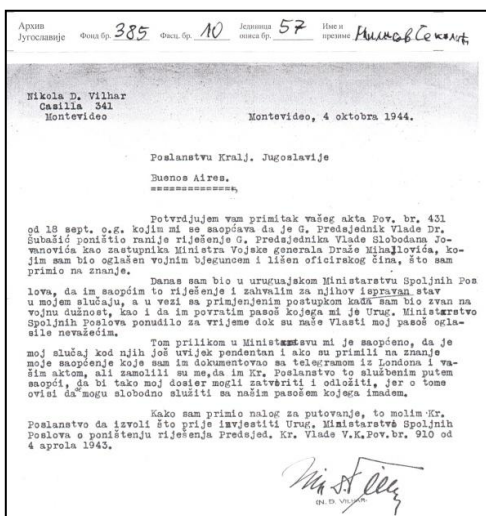 Архив
Југославије
Фонд бр. 385
Фасц. бр. 10
Јединица
описа бр. 57
Име и
презиме
Nikola D. Vilhar
Casilla 341
Montevideo
Montevideo, 4 oktobra 1944.
Poslanstvu Kralj. Jugoslavije
Buenos Aires.
===============
Potvrdjujem vam primitak vašeg akta Pov. br. 431
od 18 sept. o.g. kojim mi se saopćava da je G. Predsjednik Vlade Dr.
Šubašić poništio ranije riješenje G. Predsjednika Vlade Slobodana Jo-
vanovića kao zastupnika Ministra Vojske generala Draže Mihajlovića, ko-
jim sam bio oglašen vojnim bjeguncem i lišen oficirskog čina, što sam
primio na znanje.
Danas sam bio u uruguajskom Ministarstvu Spoljnih Pos
lova, da im saopćim to riješenje i zahvalim za njihov ispravan stav
u mojem slučaju, a u vezi sa primjenjenim postupkom kada sam bio zvan na
vojnu dužnost, kao i da im povratim pasoš kojega mi je Urug. Ministarstvo
Spoljnih Poslova ponudilo za vrijeme dok su naše Vlasti moj pasoš ogla-
sile nevažećim.
Tom prilikom u Ministarstvu mi je saopćeno, da je
moj slučaj kod njih još uvijek pendentan i ako su primili na znanje
moje saopćenje koje sam im dokumentovao sa telegramom iz Londona i va-
šim aktom, ali zamolili su me,da im Kr. Poslanstvo to službenim putem
saopći, da bi tako moj dosier mogli zatvoriti i odložiti, jer o tome
ovisi da mogu slobodno služiti sa našim pasošem kojega imadem.
Kako sam primio nalog za putovanje, to molim Kr.
Poslanstvo da izvoli što prije izvjestiti Urug. Ministarstvo Spoljnih
Poslova o poništenju riješenja Predsjed. Kr. Vlade V.K.Pov.br. 910 od
4 aprola 1943.
(N. D. VILHAR)